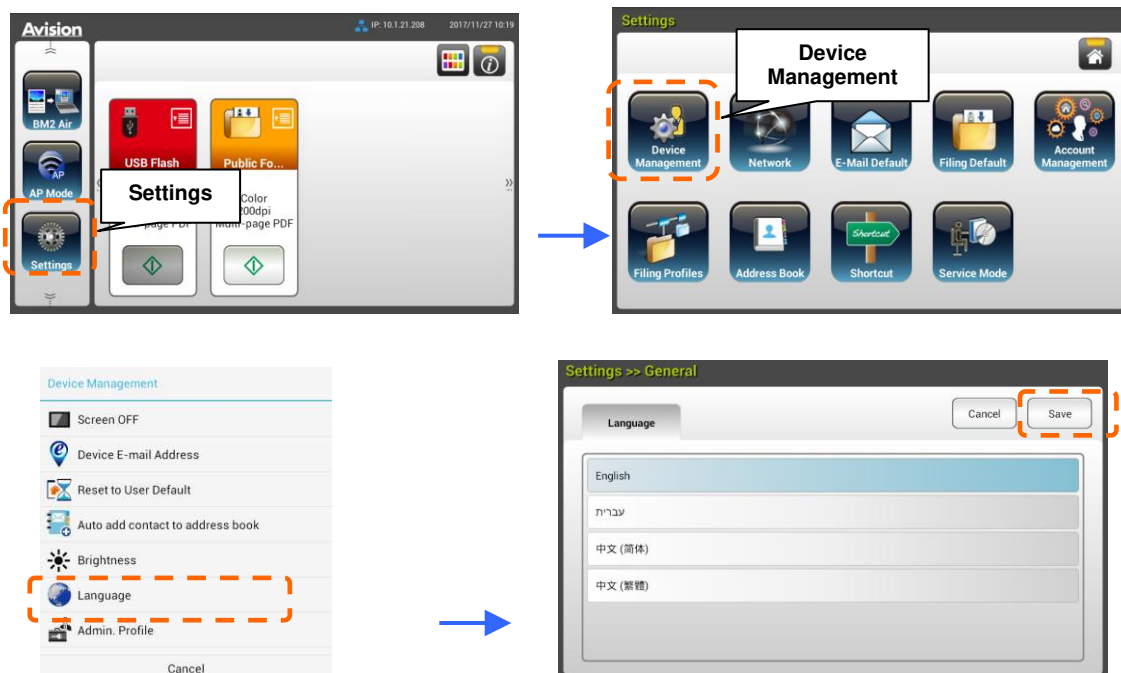 Avision
IP: 10.1.21.208 2017/11/27 10:19
BM2 Air
AP
AP Mode
Settings
USB Flash
Public Fo...
Settings
Color
200dpi
Multi-page PDF
Settings
Device
Management
Device
Management
Network
E-Mail Default
Filing Default
Account
Management
Filing Profiles
Address Book
Shortcut
Shortcut
Service Mode
Device Management
Screen OFF
Device E-mail Address
Reset to User Default
Auto add contact to address book
Brightness
Language
Admin. Profile
Cancel
Settings >> General
Language
Cancel
Save
English
עברית
中文 (简体)
中文 (繁體)